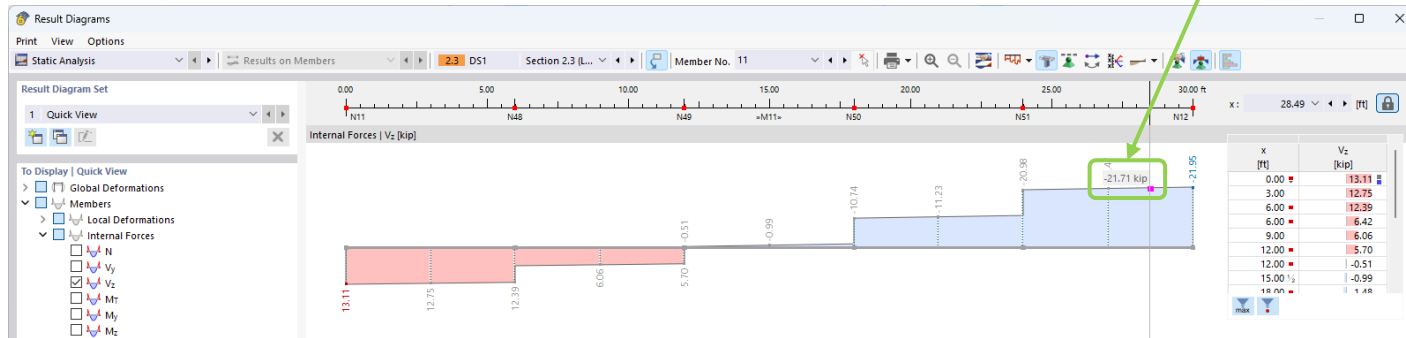 Result Diagrams
Print View Options
Static Analysis Results on Members 2.3 DS1 Section 2.3 (L... Member No. 11
Result Diagram Set
1 Quick View
To Display | Quick View
Global Deformations
Members
Local Deformations
Internal Forces
N
Vy
Vz
MT
My
Mz
0.00 5.00 10.00 15.00 20.00 25.00 30.00 ft
N11 N48 N49 »M11» N50 N51 N12
Internal Forces | Vz [kip]
13.11 12.75 12.39 6.06 5.70 -0.51 -0.99 -10.74 -11.23 -20.98 -21.95
-21.71 kip
x : 28.49 [ft]
x Vz
[ft] [kip]
0.00 13.11
3.00 12.75
6.00 12.39
6.00 6.42
9.00 6.06
12.00 5.70
12.00 -0.51
15.00 ½ -0.99
18.00 -1.48
max